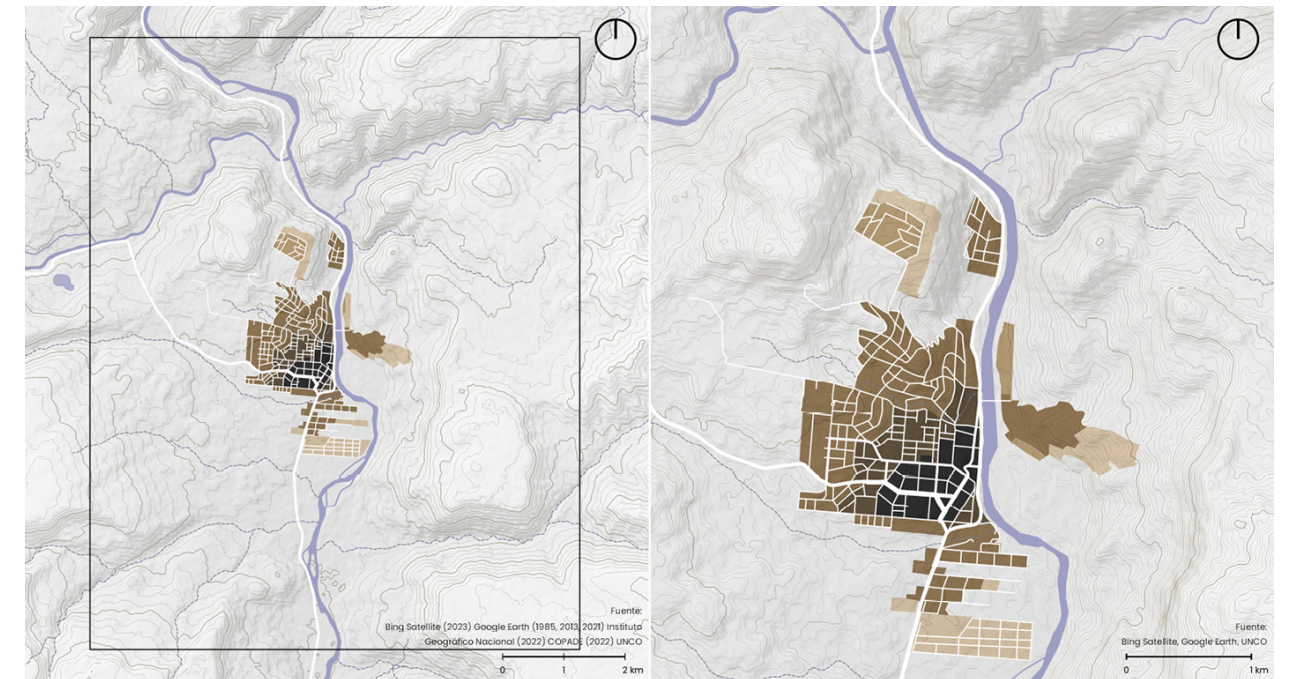 Fuente:
Bing Satellite (2023) Google Earth (1985, 2013, 2021) Instituto
Geográfico Nacional (2022) COPADE (2022) UNCO
0 1 2 km
Fuente:
Bing Satellite, Google Earth, UNCO
0 1 km